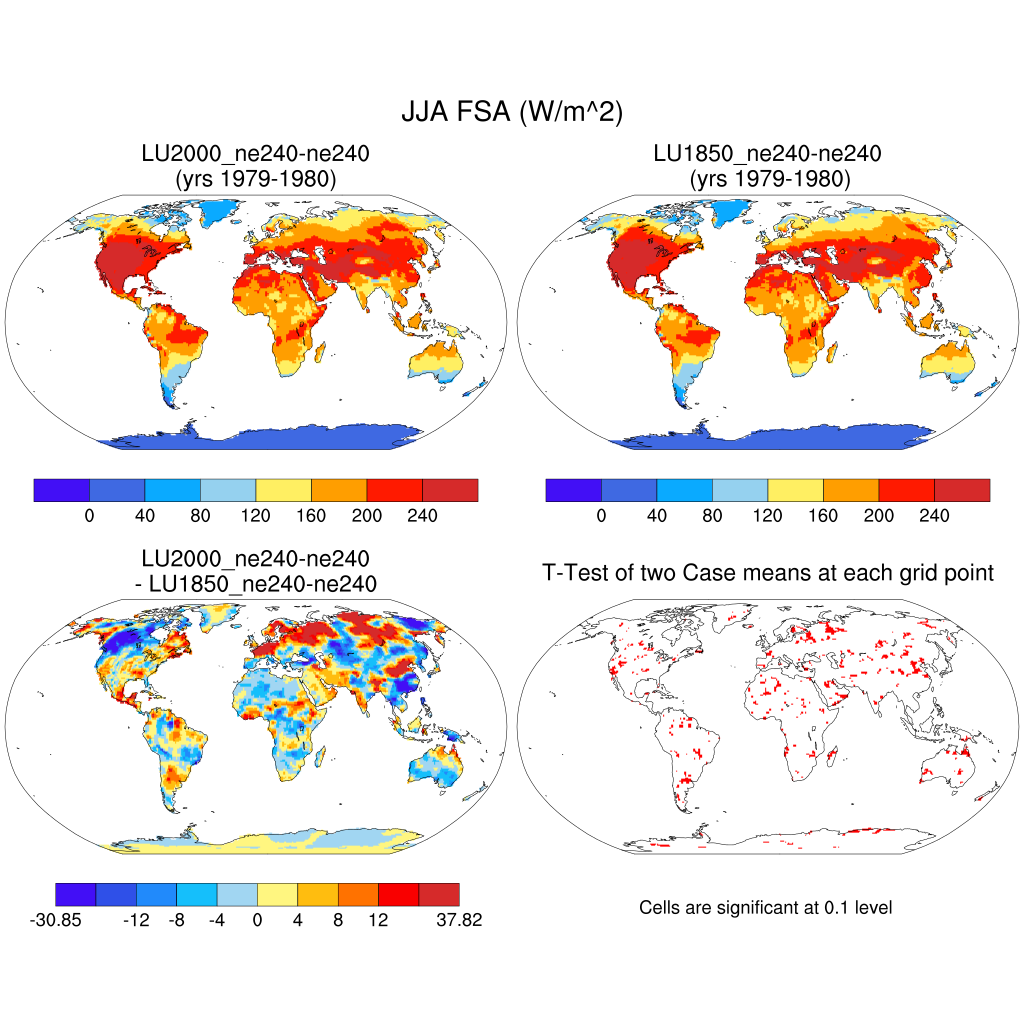 JJA FSA (W/m^2)
LU2000_ne240-ne240
(yrs 1979-1980)
LU1850_ne240-ne240
(yrs 1979-1980)
0 40 80 120 160 200 240
0 40 80 120 160 200 240
LU2000_ne240-ne240
- LU1850_ne240-ne240
T-Test of two Case means at each grid point
-30.85 -12 -8 -4 0 4 8 12 37.82
Cells are significant at 0.1 level